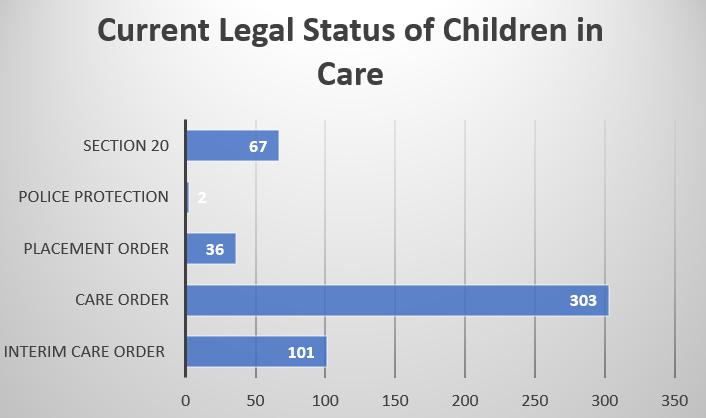 Current Legal Status of Children in
Care
SECTION 20
67
POLICE PROTECTION
2
PLACEMENT ORDER
36
CARE ORDER
303
INTERIM CARE ORDER
101
0 50 100 150 200 250 300 350